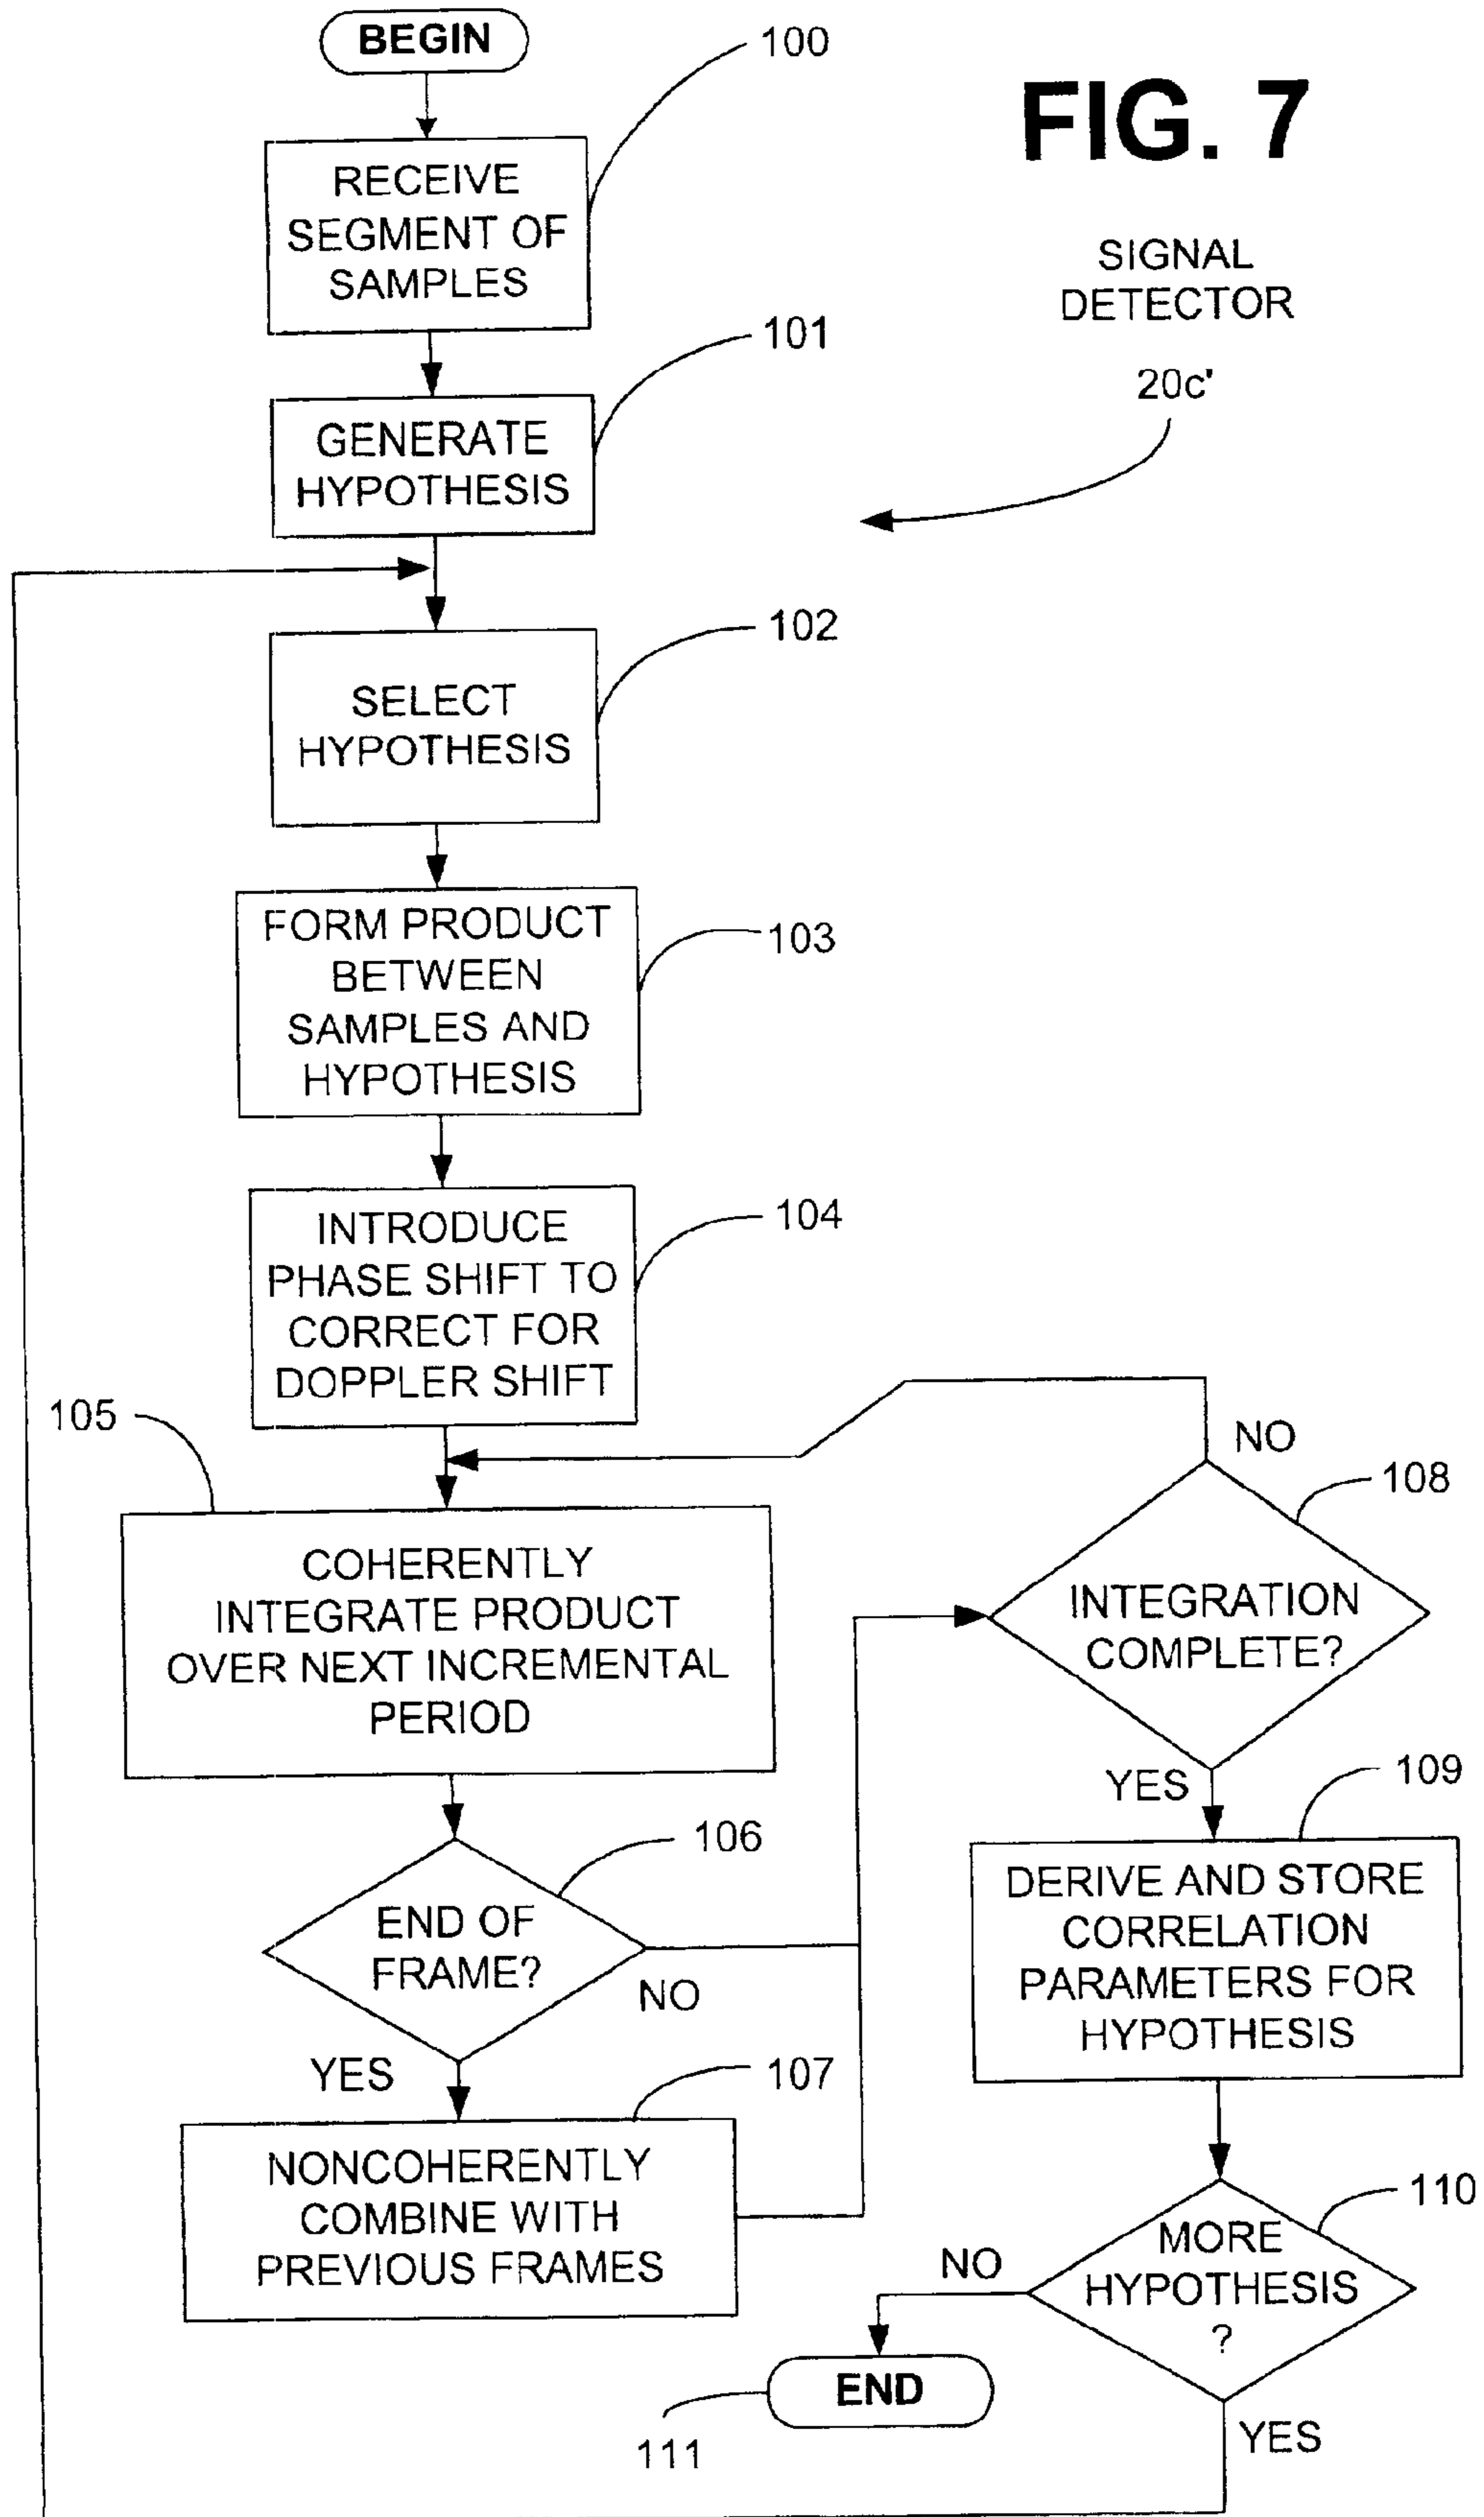 BEGIN
100
FIG. 7
RECEIVE
SEGMENT OF
SAMPLES
SIGNAL
DETECTOR
20c'
101
GENERATE
HYPOTHESIS
102
SELECT
HYPOTHESIS
103
FORM PRODUCT
BETWEEN
SAMPLES AND
HYPOTHESIS
104
INTRODUCE
PHASE SHIFT TO
CORRECT FOR
DOPPLER SHIFT
105
COHERENTLY
INTEGRATE PRODUCT
OVER NEXT INCREMENTAL
PERIOD
106
END OF
FRAME?
NO
YES
107
NONCOHERENTLY
COMBINE WITH
PREVIOUS FRAMES
NO
108
INTEGRATION
COMPLETE?
YES
109
DERIVE AND STORE
CORRELATION
PARAMETERS FOR
HYPOTHESIS
110
MORE
HYPOTHESIS
?
NO
END
111
YES